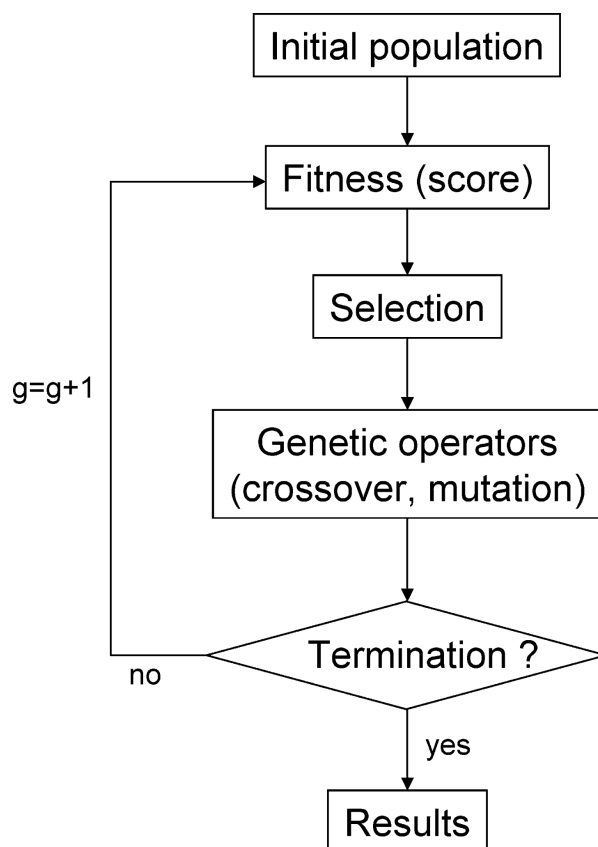 Initial population
Fitness (score)
Selection
g=g+1
Genetic operators
(crossover, mutation)
Termination ?
no
yes
Results